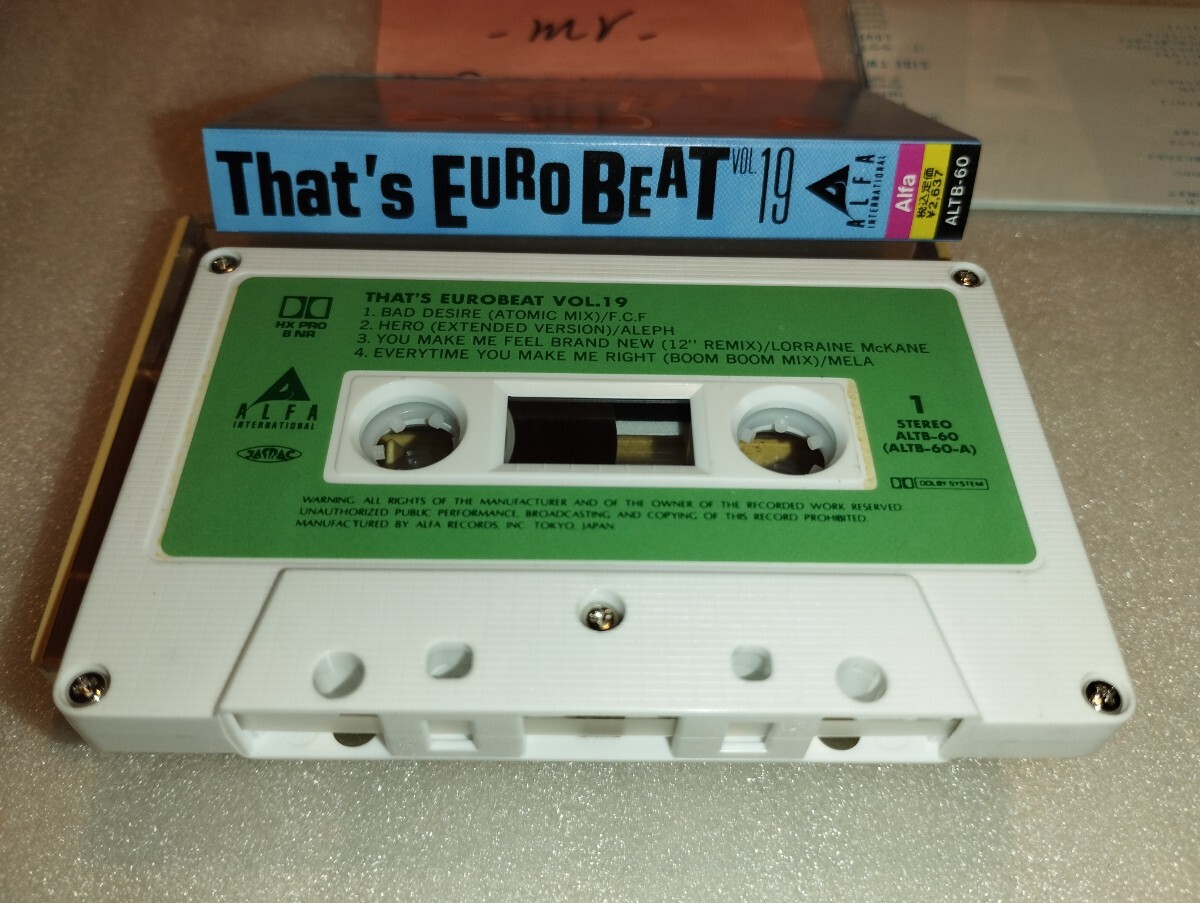 - mr -
That's EURO BEAT VOL. 19
ALFA
INTERNATIONAL
Alfa
税込定価
¥2,637
ALTB-60
HX PRO
B NR
THAT'S EUROBEAT VOL.19
1. BAD DESIRE (ATOMIC MIX)/F.C.F
2. HERO (EXTENDED VERSION)/ALEPH
3. YOU MAKE ME FEEL BRAND NEW (12" REMIX)/LORRAINE McKANE
4. EVERYTIME YOU MAKE ME RIGHT (BOOM BOOM MIX)/MELA
ALFA
INTERNATIONAL
JASRAC
1
STEREO
ALTB-60
(ALTB-60-A)
DOLBY SYSTEM
WARNING. ALL RIGHTS OF THE MANUFACTURER AND OF THE OWNER OF THE RECORDED WORK RESERVED.
UNAUTHORIZED PUBLIC PERFORMANCE, BROADCASTING AND COPYING OF THIS RECORD PROHIBITED.
MANUFACTURED BY ALFA RECORDS, INC. TOKYO, JAPAN